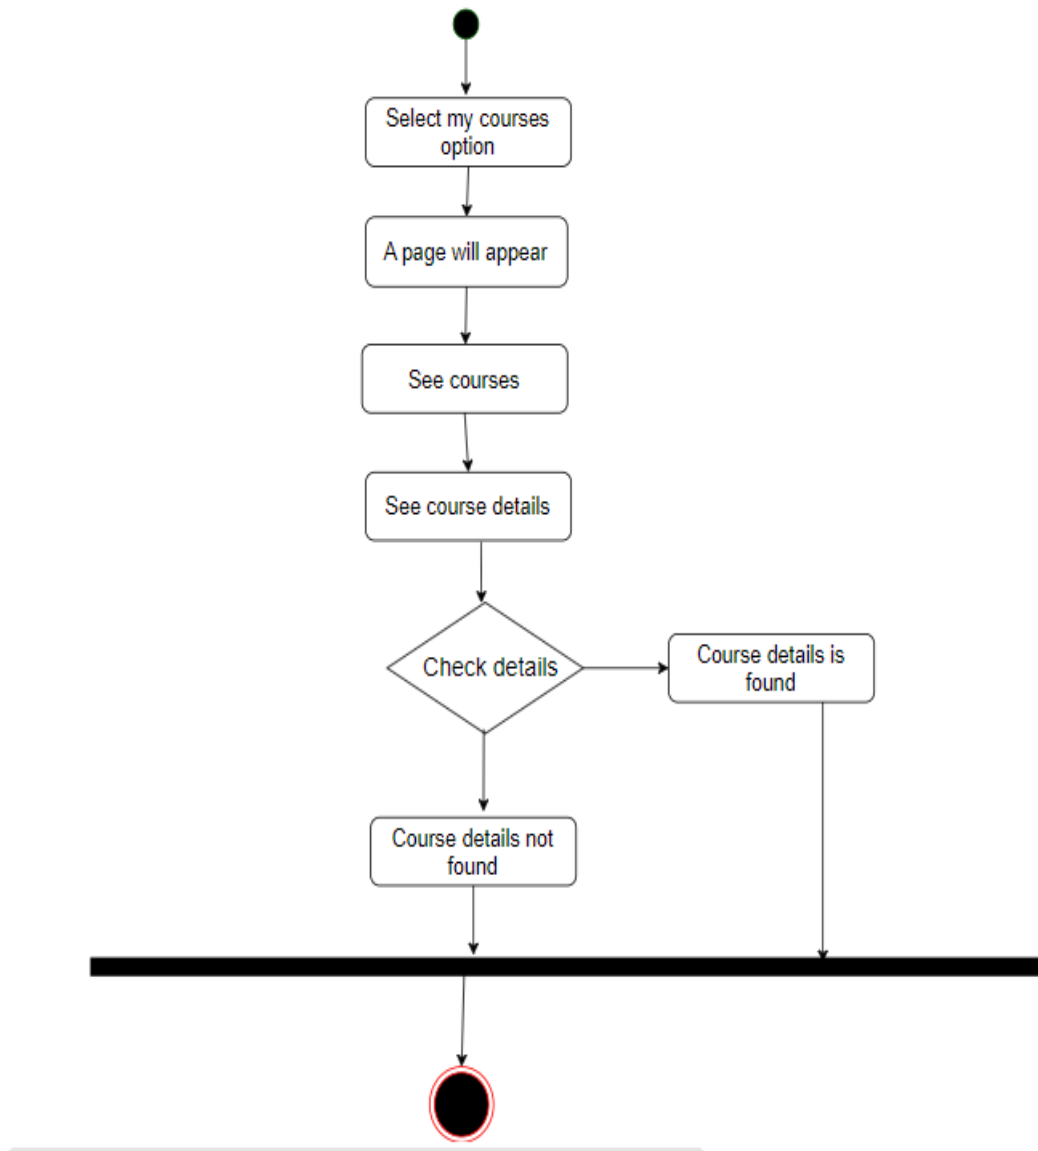 Select my courses
option
A page will appear
See courses
See course details
Check details
Course details is
found
Course details not
found